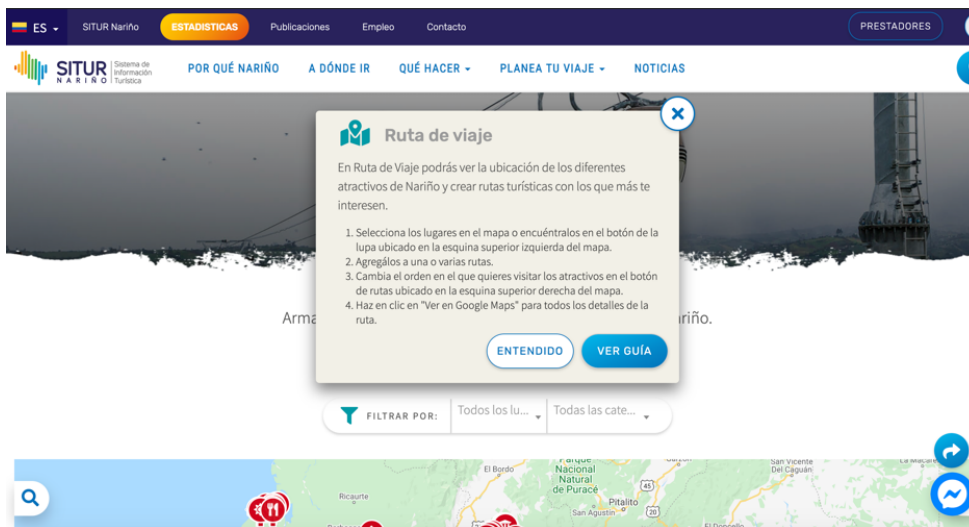 ES
SITUR Nariño
ESTADISTICAS
Publicaciones
Empleo
Contacto
PRESTADORES
SITUR
NARIÑO
Sistema de
Información
Turística
POR QUÉ NARIÑO
A DÓNDE IR
QUÉ HACER
PLANEA TU VIAJE
NOTICIAS
Ruta de viaje
En Ruta de Viaje podrás ver la ubicación de los diferentes
atractivos de Nariño y crear rutas turísticas con los que más te
interesen.
1. Selecciona los lugares en el mapa o encuéntralos en el botón de la
lupa ubicado en la esquina superior izquierda del mapa.
2. Agregálos a una o varias rutas.
3. Cambia el orden en el que quieres visitar los atractivos en el botón
de rutas ubicado en la esquina superior derecha del mapa.
4. Haz en clic en "Ver en Google Maps" para todos los detalles de la
ruta.
Arma
riño.
ENTENDIDO
VER GUÍA
FILTRAR POR:
Todos los lu...
Todas las cate...
El Bordo
Parque
Nacional
Natural
de Puracé
San Vicente
Del Caguán
Ricaurte
45
Pitalito
San Agustin
20
El Doncello